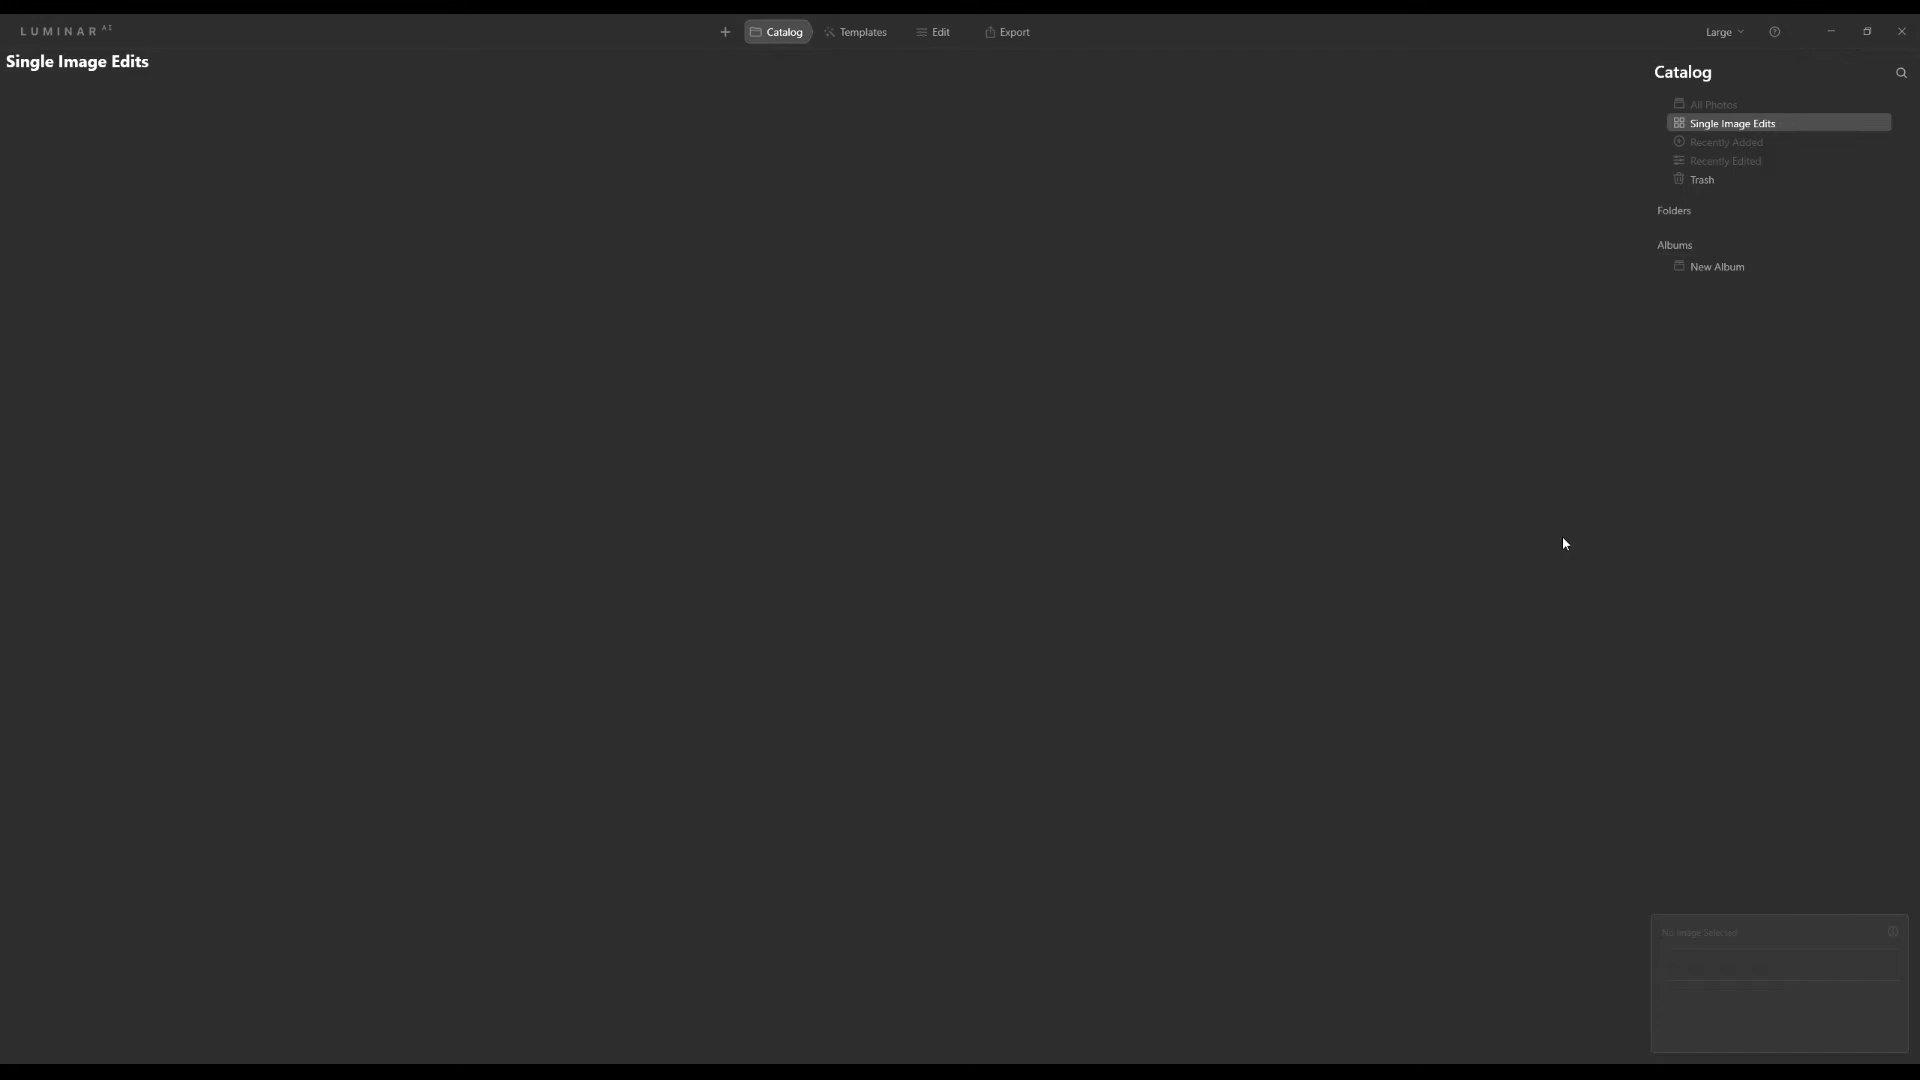 LUMINAR AI
Catalog
Templates
Edit
Export
Large
Single Image Edits
Catalog
All Photos
Single Image Edits
Recently Added
Recently Edited
Trash
Folders
Albums
New Album
No Image Selected